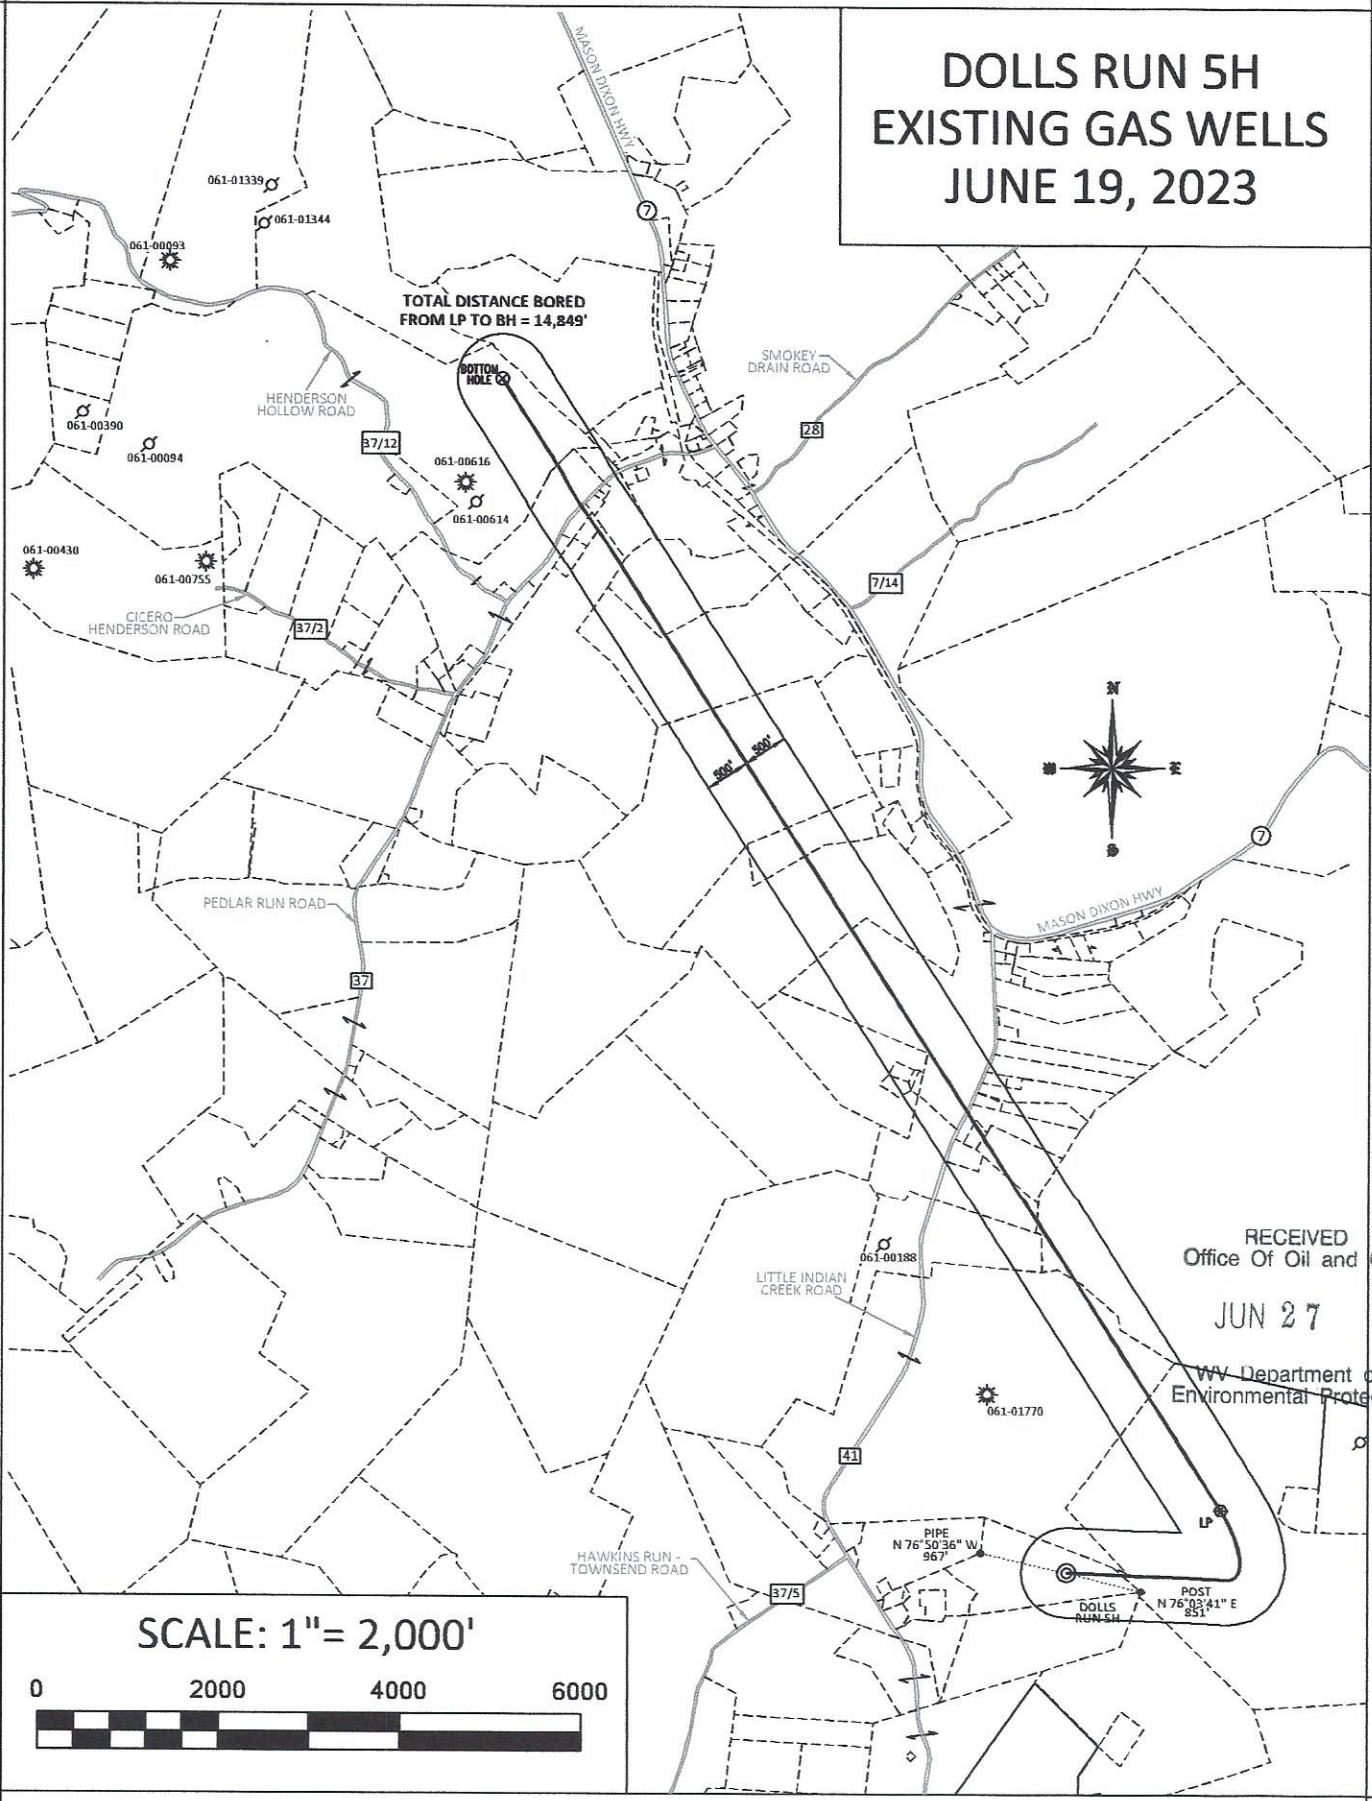 DOLLS RUN 5H
EXISTING GAS WELLS
JUNE 19, 2023
MASON DIXON HWY
7
061-01339
061-01344
061-00093
TOTAL DISTANCE BORED
FROM LP TO BH = 14,849'
BOTTOM
HOLE
SMOKEY
DRAIN ROAD
28
HENDERSON
HOLLOW ROAD
37/12
061-00390
061-00094
061-00616
061-00614
061-00430
061-00755
CICERO
HENDERSON ROAD
37/2
7/14
N
E
S
500'
500'
7
MASON DIXON HWY
PEDLAR RUN ROAD
37
061-00188
LITTLE INDIAN
CREEK ROAD
RECEIVED
Office Of Oil and
JUN 27
WV Department
Environmental Prote
061-01770
41
LP
PIPE
N 76°50'36" W
967'
HAWKINS RUN -
TOWNSEND ROAD
37/5
DOLLS
RUN 5H
POST
N 76°03'41" E
851'
SCALE: 1"= 2,000'
0 2000 4000 6000